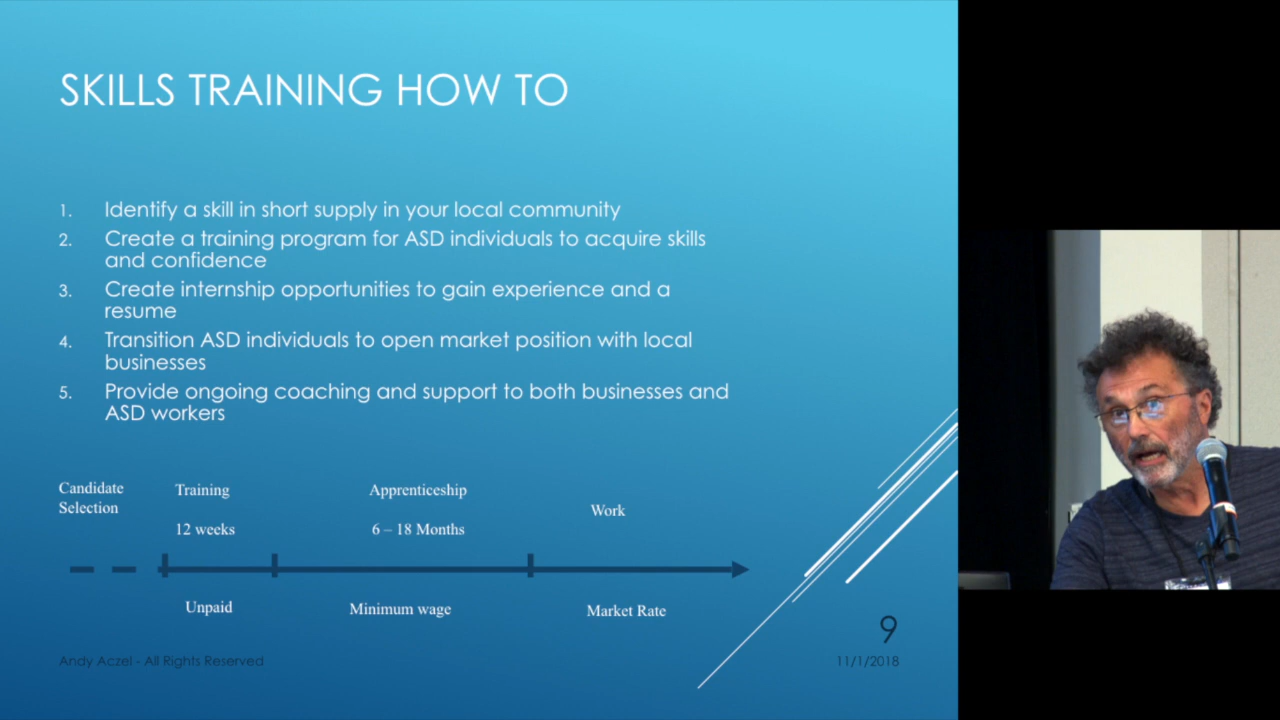 SKILLS TRAINING HOW TO
1. Identify a skill in short supply in your local community
2. Create a training program for ASD individuals to acquire skills
and confidence
3. Create internship opportunities to gain experience and a
resume
4. Transition ASD individuals to open market position with local
businesses
5. Provide ongoing coaching and support to both businesses and
ASD workers
Candidate
Selection
Training
12 weeks
Apprenticeship
6 – 18 Months
Work
Unpaid
Minimum wage
Market Rate
9
Andy Aczel - All Rights Reserved
11/1/2018